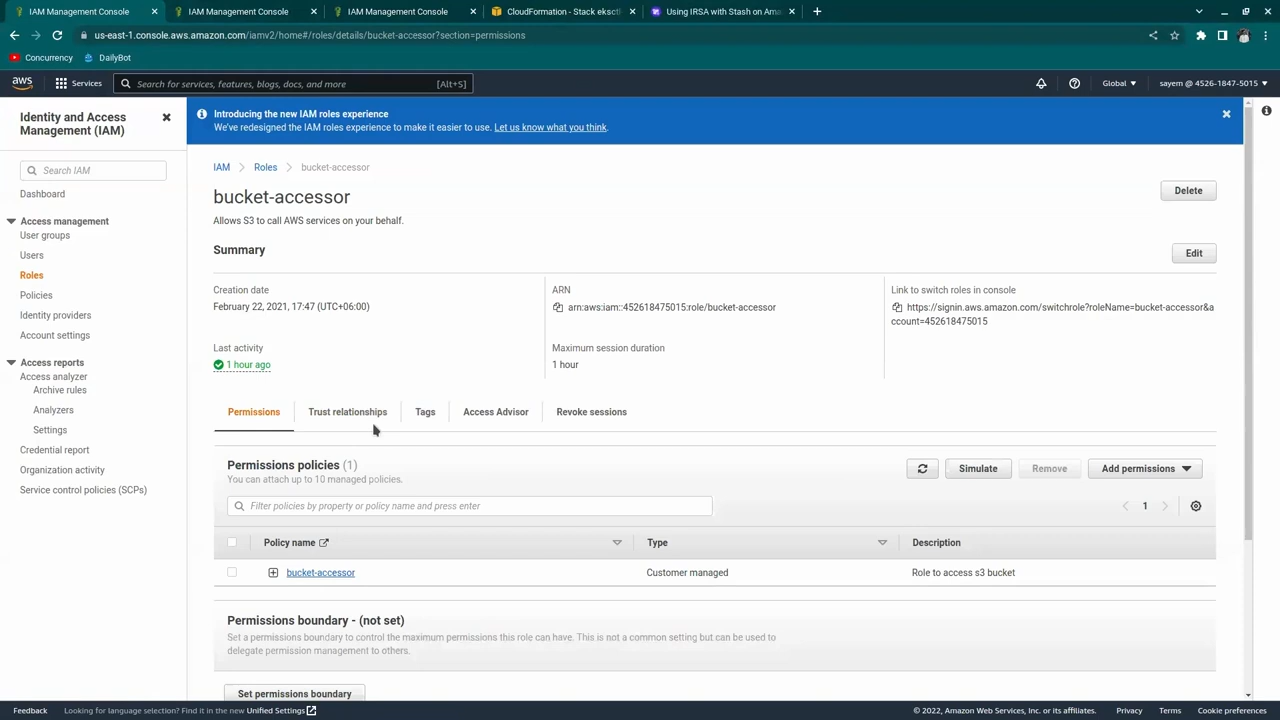 IAM Management Console
IAM Management Console
IAM Management Console
CloudFormation - Stack eksctl
Using IRSA with Stash on Ama
us-east-1.console.aws.amazon.com/iamv2/home#/roles/details/bucket-accessor?section=permissions
Concurrency
DailyBot
aws
Services
Search for services, features, blogs, docs, and more
[Alt+S]
Global
sayem @ 4526-1847-5015
Identity and Access
Management (IAM)
Search IAM
Dashboard
Access management
User groups
Users
Roles
Policies
Identity providers
Account settings
Access reports
Access analyzer
Archive rules
Analyzers
Settings
Credential report
Organization activity
Service control policies (SCPs)
Introducing the new IAM roles experience
We've redesigned the IAM roles experience to make it easier to use. Let us know what you think.
IAM
Roles
bucket-accessor
bucket-accessor
Delete
Allows S3 to call AWS services on your behalf.
Summary
Edit
Creation date
February 22, 2021, 17:47 (UTC+06:00)
ARN
arn:aws:iam::452618475015:role/bucket-accessor
Link to switch roles in console
https://signin.aws.amazon.com/switchrole?roleName=bucket-accessor&a
ccount=452618475015
Last activity
1 hour ago
Maximum session duration
1 hour
Permissions
Trust relationships
Tags
Access Advisor
Revoke sessions
Permissions policies (1)
You can attach up to 10 managed policies.
Simulate
Remove
Add permissions
Filter policies by property or policy name and press enter
1
Policy name
Type
Description
bucket-accessor
Customer managed
Role to access s3 bucket
Permissions boundary - (not set)
Set a permissions boundary to control the maximum permissions this role can have. This is not a common setting but can be used to
delegate permission management to others.
Set permissions boundary
Feedback
Looking for language selection? Find it in the new Unified Settings
© 2022, Amazon Web Services, Inc. or its affiliates.
Privacy
Terms
Cookie preferences